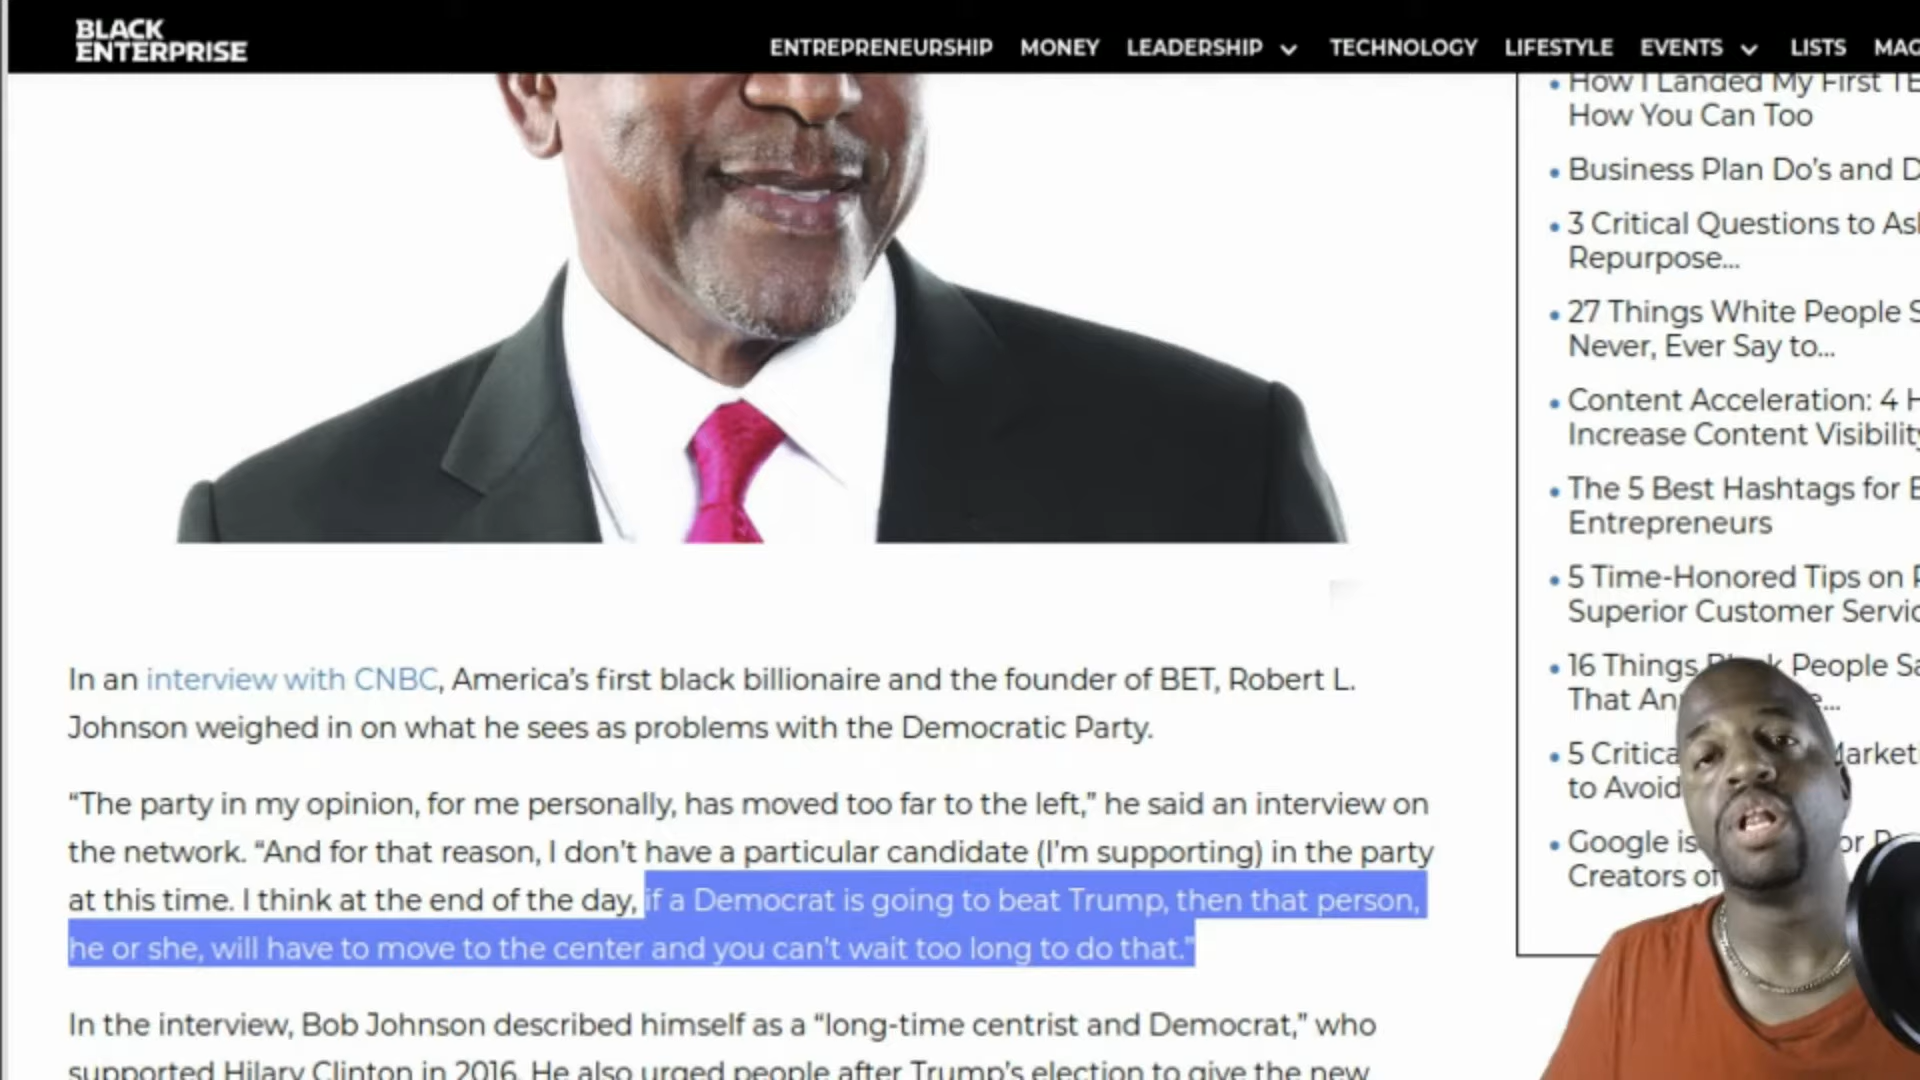 BLACK
ENTERPRISE
ENTREPRENEURSHIP MONEY LEADERSHIP TECHNOLOGY LIFESTYLE EVENTS LISTS MAG
How I Landed My First TE
How You Can Too
Business Plan Do's and D
3 Critical Questions to Ask
Repurpose...
27 Things White People S
Never, Ever Say to...
Content Acceleration: 4 H
Increase Content Visibility
The 5 Best Hashtags for B
Entrepreneurs
5 Time-Honored Tips on P
Superior Customer Servic
16 Things People Sa
That
5 Critica Marketi
to Avoid
Google is
Creators of
In an interview with CNBC, America's first black billionaire and the founder of BET, Robert L.
Johnson weighed in on what he sees as problems with the Democratic Party.
“The party in my opinion, for me personally, has moved too far to the left,” he said an interview on
the network. “And for that reason, I don't have a particular candidate (I'm supporting) in the party
at this time. I think at the end of the day, if a Democrat is going to beat Trump, then that person,
he or she, will have to move to the center and you can't wait too long to do that.”
In the interview, Bob Johnson described himself as a “long-time centrist and Democrat,” who
supported Hilary Clinton in 2016. He also urged people after Trump's election to give the new